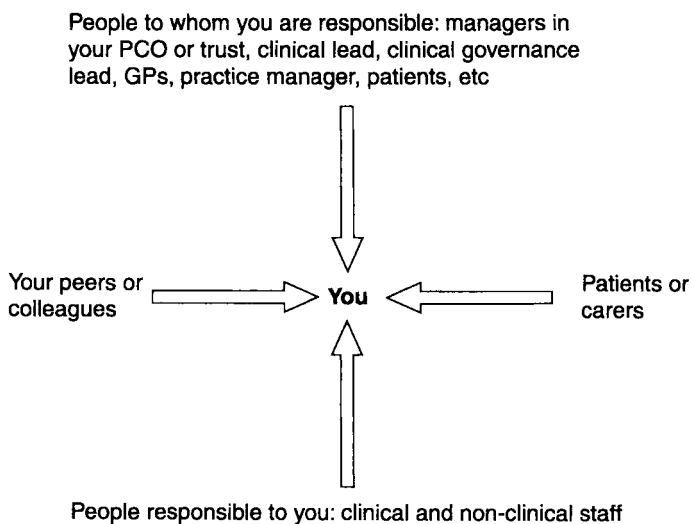 People to whom you are responsible: managers in
your PCO or trust, clinical lead, clinical governance
lead, GPs, practice manager, patients, etc
Your peers or
colleagues
You
Patients or
carers
People responsible to you: clinical and non-clinical staff